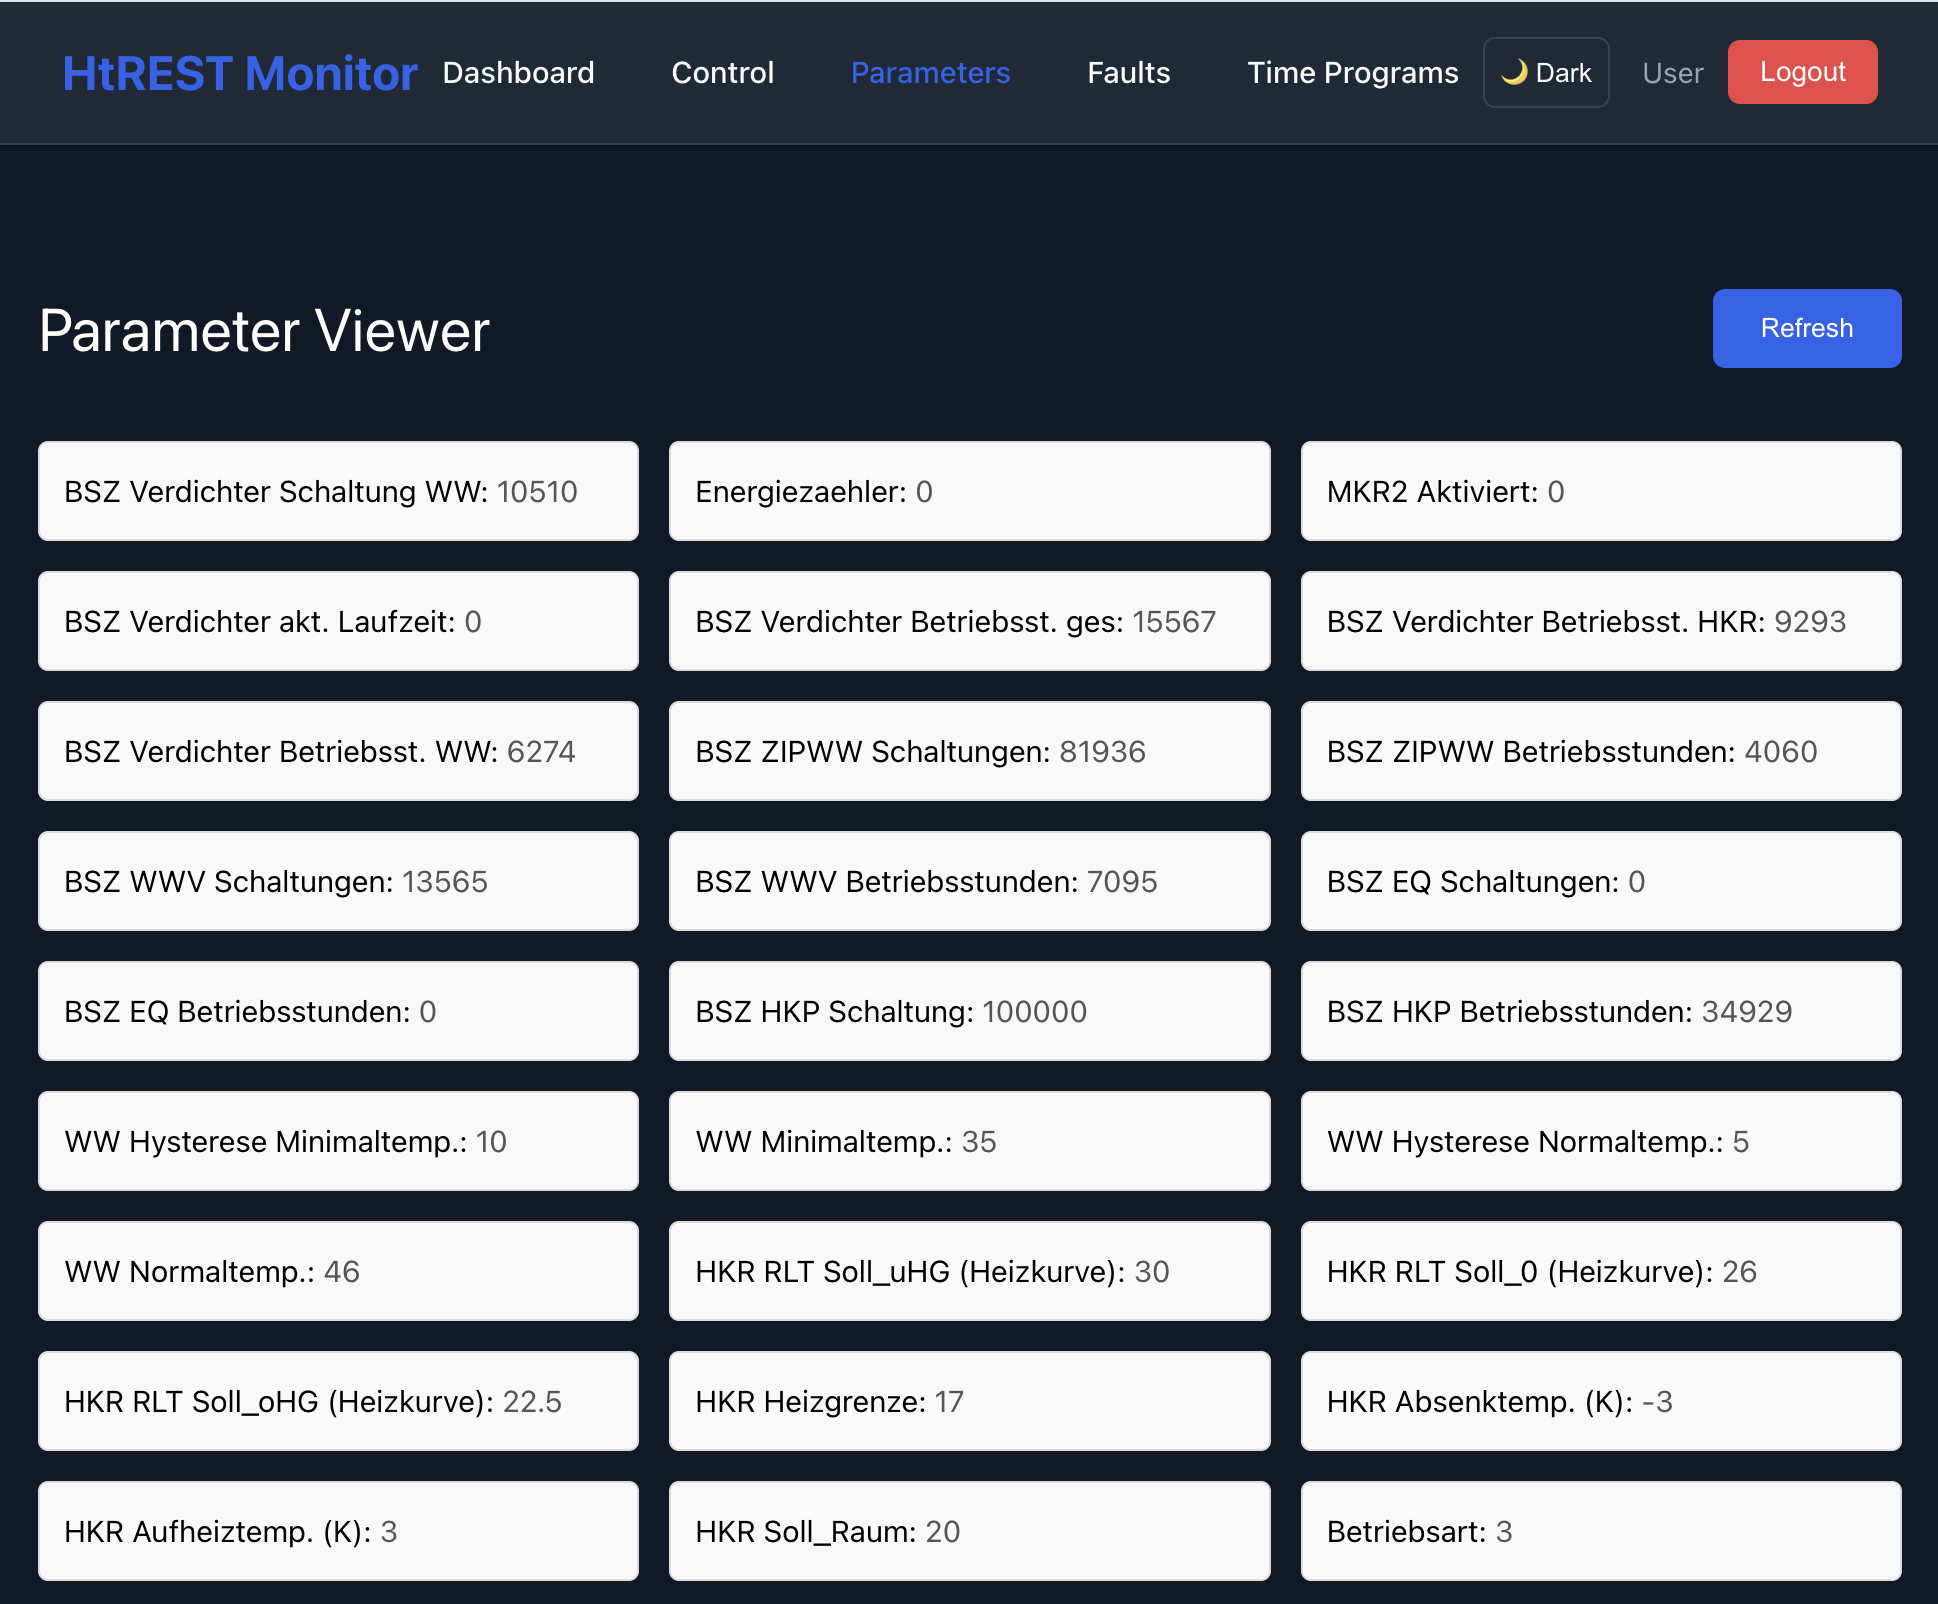 HtREST Monitor Dashboard Control Parameters Faults Time Programs 🌙 Dark User Logout
Parameter Viewer Refresh
BSZ Verdichter Schaltung WW: 10510
Energiezaehler: 0
MKR2 Aktiviert: 0
BSZ Verdichter akt. Laufzeit: 0
BSZ Verdichter Betriebsst. ges: 15567
BSZ Verdichter Betriebsst. HKR: 9293
BSZ Verdichter Betriebsst. WW: 6274
BSZ ZIPWW Schaltungen: 81936
BSZ ZIPWW Betriebsstunden: 4060
BSZ WWV Schaltungen: 13565
BSZ WWV Betriebsstunden: 7095
BSZ EQ Schaltungen: 0
BSZ EQ Betriebsstunden: 0
BSZ HKP Schaltung: 100000
BSZ HKP Betriebsstunden: 34929
WW Hysterese Minimaltemp.: 10
WW Minimaltemp.: 35
WW Hysterese Normaltemp.: 5
WW Normaltemp.: 46
HKR RLT Soll_uHG (Heizkurve): 30
HKR RLT Soll_0 (Heizkurve): 26
HKR RLT Soll_oHG (Heizkurve): 22.5
HKR Heizgrenze: 17
HKR Absenktemp. (K): -3
HKR Aufheiztemp. (K): 3
HKR Soll_Raum: 20
Betriebsart: 3